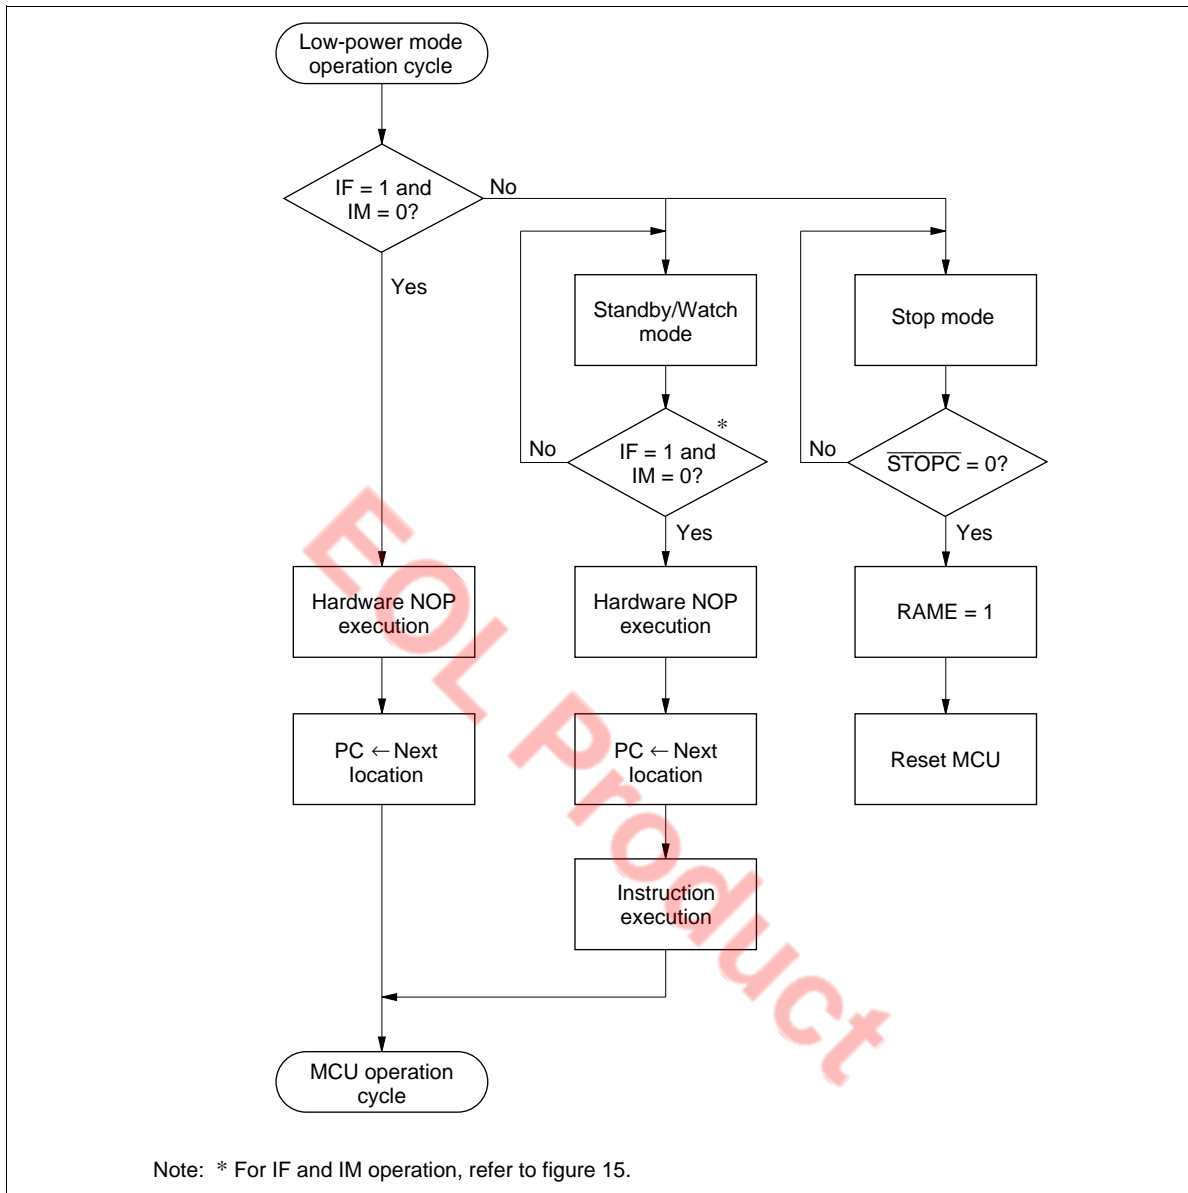 Low-power mode
operation cycle
IF = 1 and
IM = 0?
No
Yes
Standby/Watch
mode
Stop mode
*
No
IF = 1 and
IM = 0?
No
STOPC = 0?
Yes
Yes
Hardware NOP
execution
Hardware NOP
execution
RAME = 1
PC ← Next
location
PC ← Next
location
Reset MCU
Instruction
execution
MCU operation
cycle
EOL Product
Note: * For IF and IM operation, refer to figure 15.